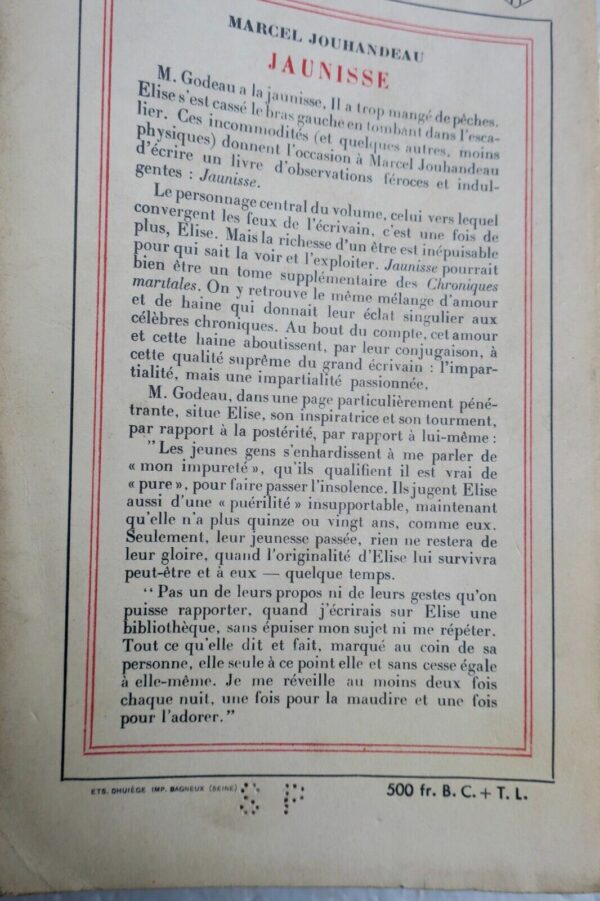 MARCEL JOUHANDEAU
JAUNISSE
M. Godeau a la jaunisse. Il a trop mangé de pêches.
Elise s'est cassé le bras gauche en tombant dans l'esca-
lier. Ces incommodités (et quelques autres, moins
physiques) donnent l'occasion à Marcel Jouhandeau
d'écrire un livre d'observations féroces et indul-
gentes : Jaunisse.
Le personnage central du volume, celui vers lequel
convergent les feux de l'écrivain, c'est une fois de
plus, Elise. Mais la richesse d'un être est inépuisable
pour qui sait la voir et l'exploiter. Jaunisse pourrait
bien être un tome supplémentaire des Chroniques
maritales. On y retrouve le même mélange d'amour
et de haine qui donnait leur éclat singulier aux
célèbres chroniques. Au bout du compte, cet amour
et cette haine aboutissent, par leur conjugaison, à
cette qualité suprême du grand écrivain : l'impar-
tialité, mais une impartialité passionnée.
M. Godeau, dans une page particulièrement péné-
trante, situe Elise, son inspiratrice et son tourment,
par rapport à la postérité, par rapport à lui-même :
"Les jeunes gens s'enhardissent à me parler de
« mon impureté », qu'ils qualifient il est vrai de
« pure », pour faire passer l'insolence. Ils jugent Elise
aussi d'une « puérilité » insupportable, maintenant
qu'elle n'a plus quinze ou vingt ans, comme eux.
Seulement, leur jeunesse passée, rien ne restera de
leur gloire, quand l'originalité d'Elise lui survivra
peut-être et à eux — quelque temps.
"Pas un de leurs propos ni de leurs gestes qu'on
puisse rapporter, quand j'écrirais sur Elise une
bibliothèque, sans épuiser mon sujet ni me répéter.
Tout ce qu'elle dit et fait, marqué au coin de sa
personne, elle seule à ce point elle et sans cesse égale
à elle-même. Je me réveille au moins deux fois
chaque nuit, une fois pour la maudire et une fois
pour l'adorer."
ETS. DHUIÈGE IMP. BAGNEUX (SEINE)
S P
500 fr. B. C. + T. L.